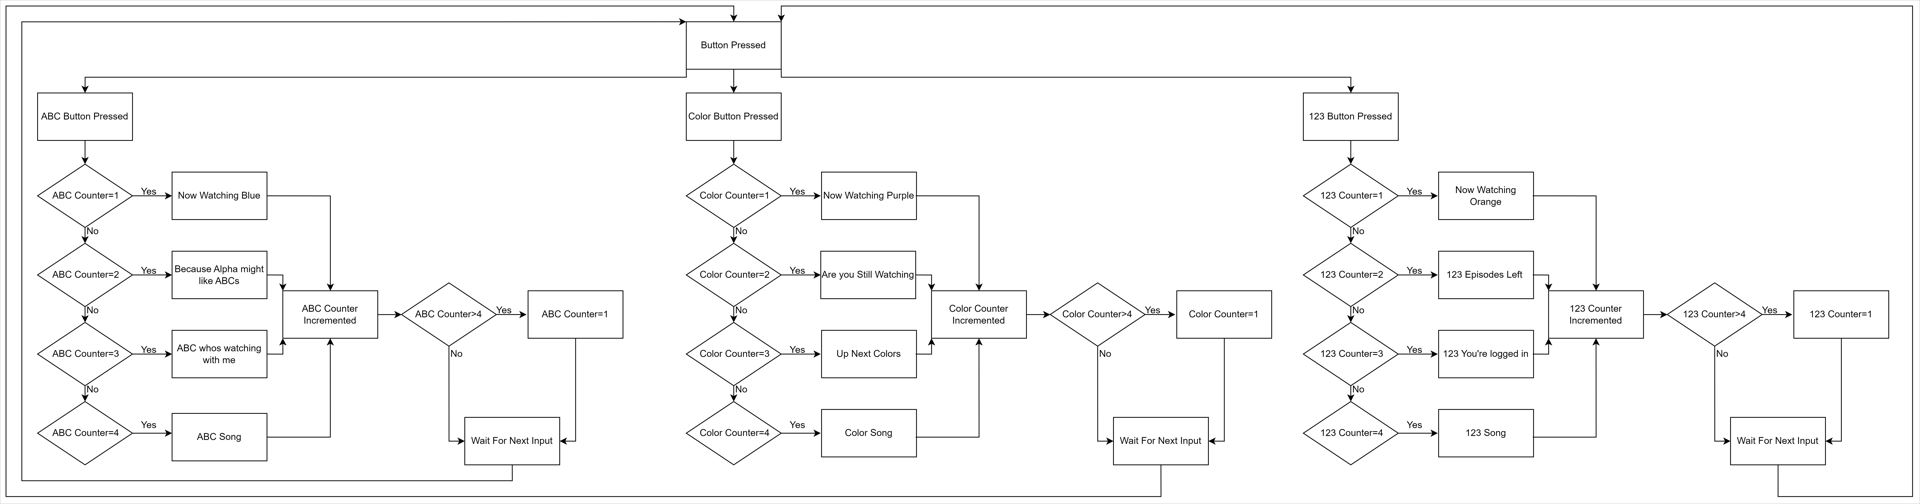 Button Pressed
ABC Button Pressed
Color Button Pressed
123 Button Pressed
ABC Counter=1
Yes
Now Watching Blue
No
ABC Counter=2
Yes
Because Alpha might
like ABCs
No
ABC Counter=3
Yes
ABC whos watching
with me
No
ABC Counter=4
Yes
ABC Song
ABC Counter
Incremented
ABC Counter>4
Yes
ABC Counter=1
No
Wait For Next Input
Color Counter=1
Yes
Now Watching Purple
No
Color Counter=2
Yes
Are you Still Watching
No
Color Counter=3
Yes
Up Next Colors
No
Color Counter=4
Yes
Color Song
Color Counter
Incremented
Color Counter>4
Yes
Color Counter=1
No
Wait For Next Input
123 Counter=1
Yes
Now Watching
Orange
No
123 Counter=2
Yes
123 Episodes Left
No
123 Counter=3
Yes
123 You're logged in
No
123 Counter=4
Yes
123 Song
123 Counter
Incremented
123 Counter>4
Yes
123 Counter=1
No
Wait For Next Input